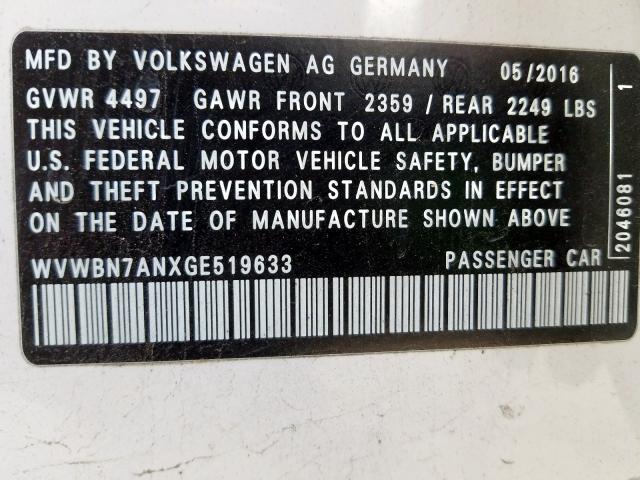 MFD BY VOLKSWAGEN AG GERMANY 05/2016
GVWR 4497 GAWR FRONT 2359 / REAR 2249 LBS
THIS VEHICLE CONFORMS TO ALL APPLICABLE
U.S. FEDERAL MOTOR VEHICLE SAFETY, BUMPER
AND THEFT PREVENTION STANDARDS IN EFFECT
ON THE DATE OF MANUFACTURE SHOWN ABOVE
WVWBN7ANXGE519633 PASSENGER CAR
2046081 1